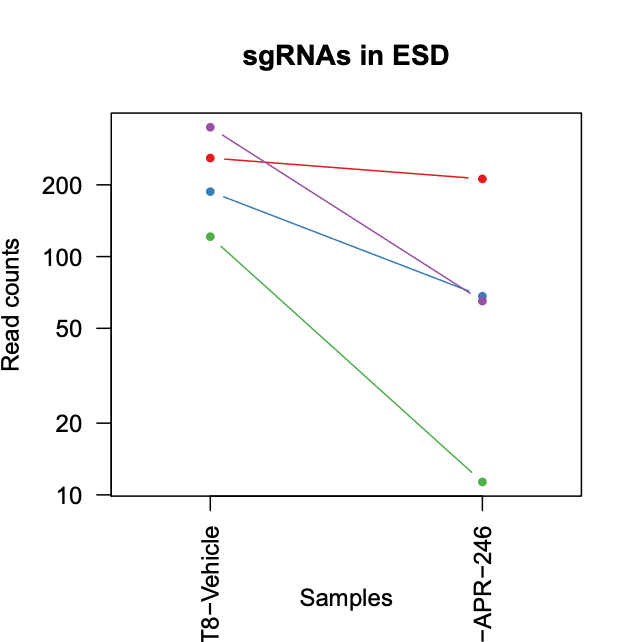 sgRNAs in ESD
Read counts
200
100
50
20
10
T8−Vehicle
−APR−246
Samples